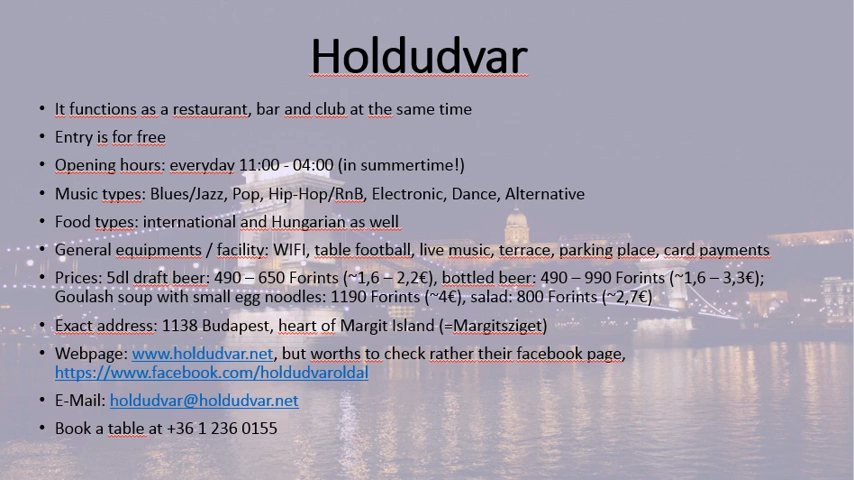 Holdudvar
• It functions as a restaurant, bar and club at the same time
• Entry is for free
• Opening hours: everyday 11:00 - 04:00 (in summertime!)
• Music types: Blues/Jazz, Pop, Hip-Hop/RnB, Electronic, Dance, Alternative
• Food types: international and Hungarian as well
• General equipments / facility: WIFI, table football, live music, terrace, parking place, card payments
• Prices: 5dl draft beer: 490 – 650 Forints (~1,6 – 2,2€), bottled beer: 490 – 990 Forints (~1,6 – 3,3€);
Goulash soup with small egg noodles: 1190 Forints (~4€), salad: 800 Forints (~2,7€)
• Exact address: 1138 Budapest, heart of Margit Island (=Margitsziget)
• Webpage: www.holdudvar.net, but worths to check rather their facebook page,
https://www.facebook.com/holdudvaroldal
• E-Mail: holdudvar@holdudvar.net
• Book a table at +36 1 236 0155